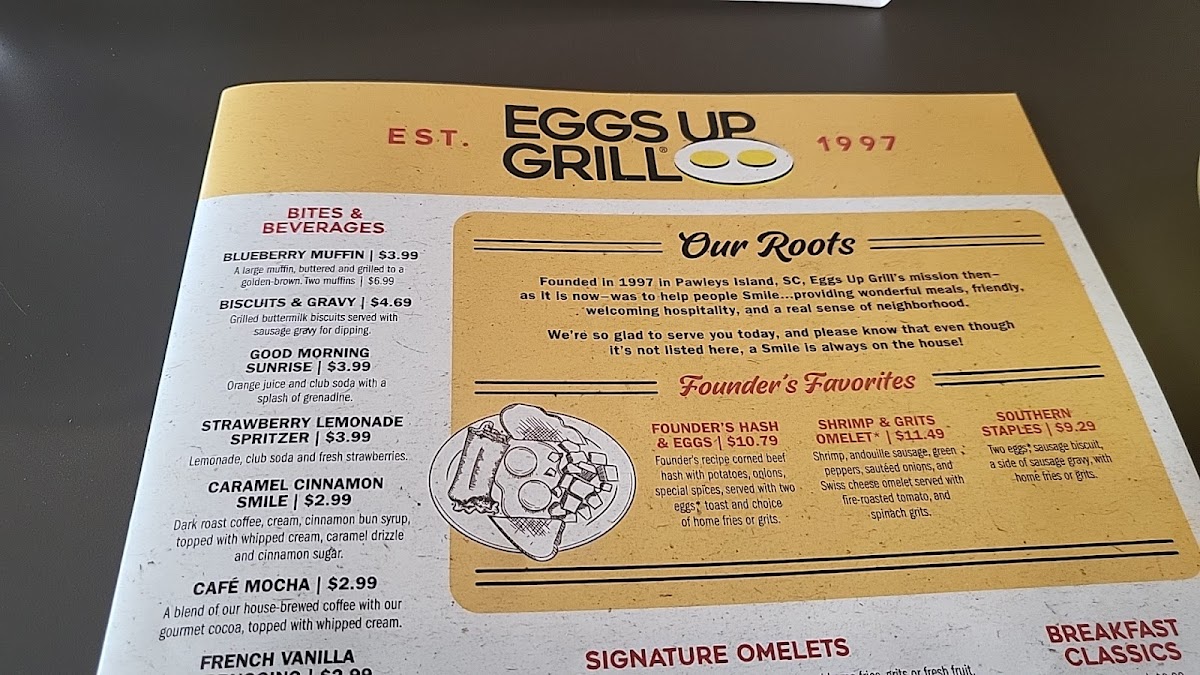 EST.
EGGS UP
GRILL®
1997
BITES &
BEVERAGES
BLUEBERRY MUFFIN | $3.99
A large muffin, buttered and grilled to a
golden-brown. Two muffins | $6.99
BISCUITS & GRAVY | $4.69
Grilled buttermilk biscuits served with
sausage gravy for dipping.
GOOD MORNING
SUNRISE | $3.99
Orange juice and club soda with a
splash of grenadine.
STRAWBERRY LEMONADE
SPRITZER | $3.99
Lemonade, club soda and fresh strawberries.
CARAMEL CINNAMON
SMILE | $2.99
Dark roast coffee, cream, cinnamon bun syrup,
topped with whipped cream, caramel drizzle
and cinnamon sugar.
CAFÉ MOCHA | $2.99
A blend of our house-brewed coffee with our
gourmet cocoa, topped with whipped cream.
FRENCH VANILLA
| $2.99
Our Roots
Founded in 1997 in Pawleys Island, SC, Eggs Up Grill's mission then—
as it is now—was to help people Smile...providing wonderful meals, friendly,
welcoming hospitality, and a real sense of neighborhood.
We're so glad to serve you today, and please know that even though
it's not listed here, a Smile is always on the house!
Founder's Favorites
FOUNDER'S HASH
& EGGS | $10.79
Founder's recipe corned beef
hash with potatoes, onions,
special spices, served with two
eggs,* toast and choice
of home fries or grits.
SHRIMP & GRITS
OMELET* | $11.49
Shrimp, andouille sausage, green
peppers, sautéed onions, and
Swiss cheese omelet served with
fire-roasted tomato, and
spinach grits.
SOUTHERN
STAPLES | $9.29
Two eggs,* sausage biscuit,
a side of sausage gravy, with
home fries or grits.
SIGNATURE OMELETS
fries, grits or fresh fruit,
BREAKFAST
CLASSICS